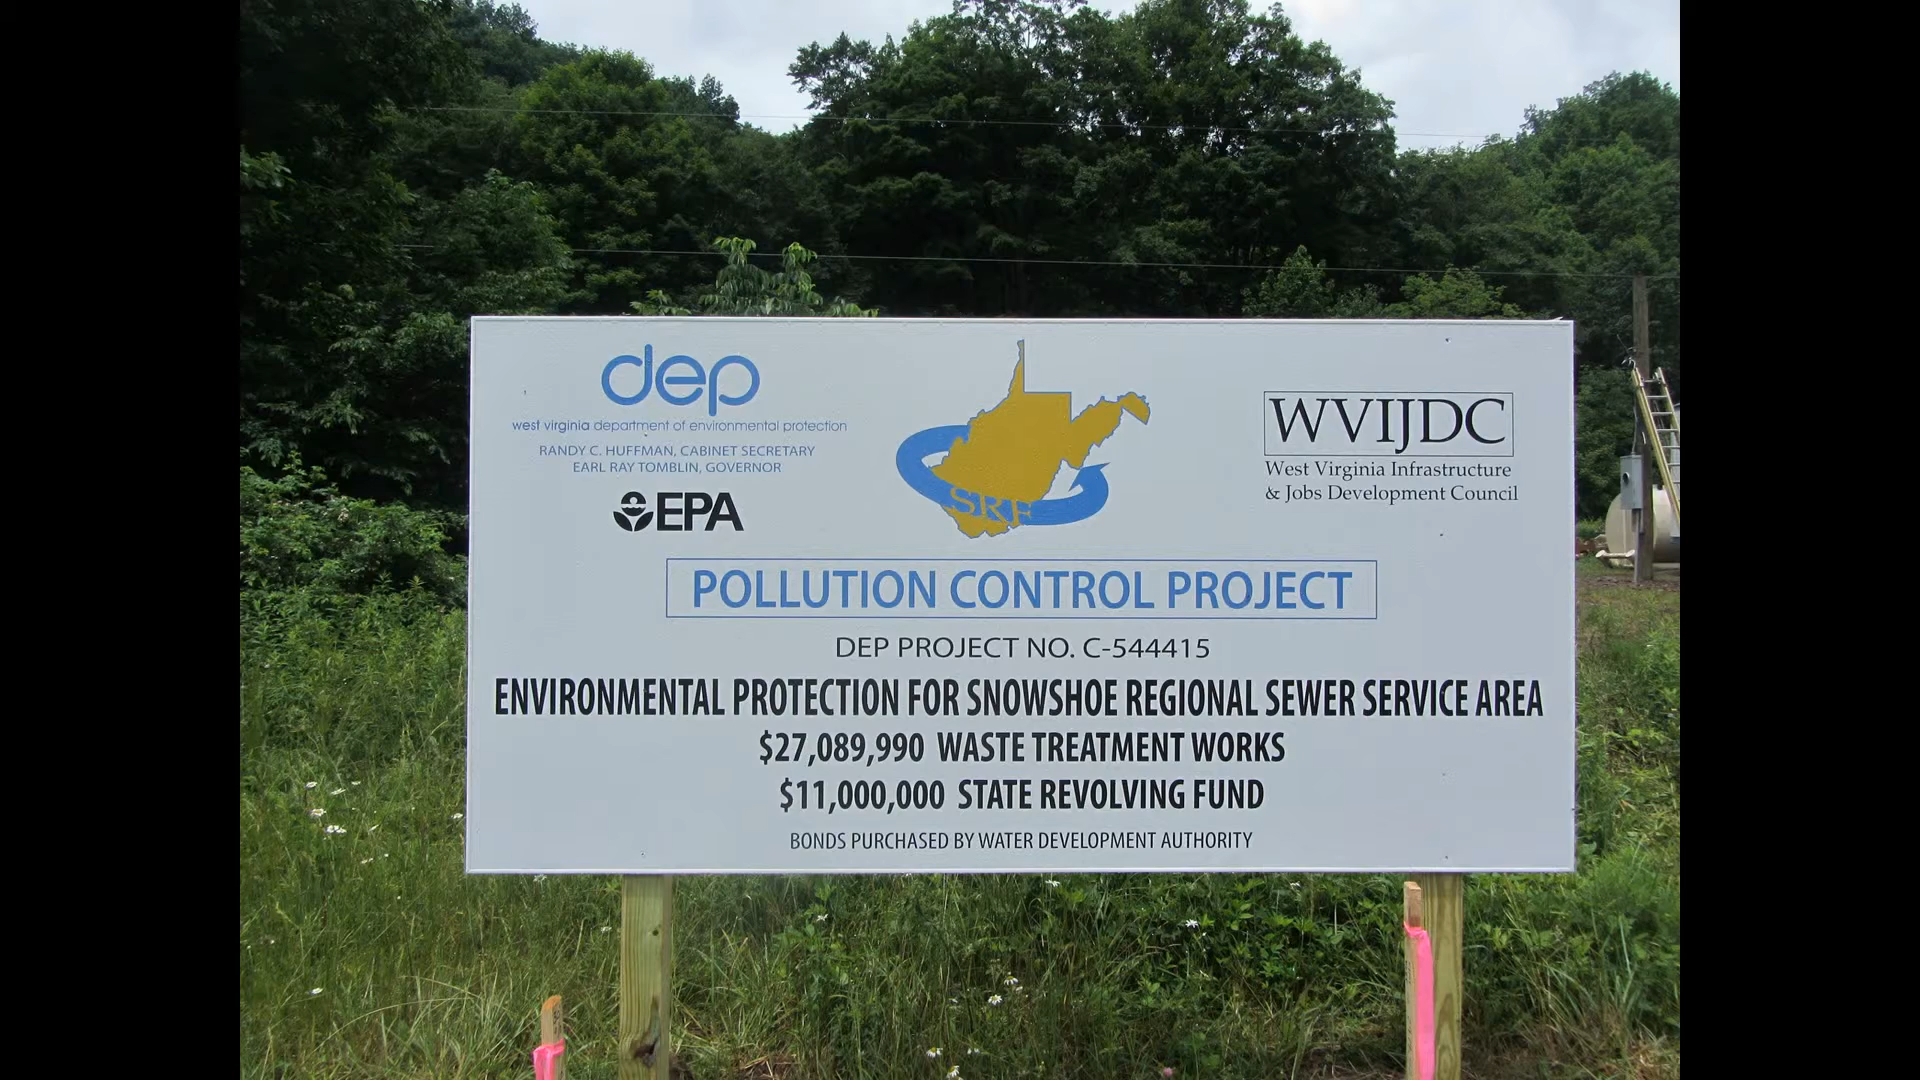 dep
west virginia department of environmental protection
RANDY C. HUFFMAN, CABINET SECRETARY
EARL RAY TOMBLIN, GOVERNOR
EPA
SRF
WVIJDC
West Virginia Infrastructure
& Jobs Development Council
POLLUTION CONTROL PROJECT
DEP PROJECT NO. C-544415
ENVIRONMENTAL PROTECTION FOR SNOWSHOE REGIONAL SEWER SERVICE AREA
$27,089,990 WASTE TREATMENT WORKS
$11,000,000 STATE REVOLVING FUND
BONDS PURCHASED BY WATER DEVELOPMENT AUTHORITY